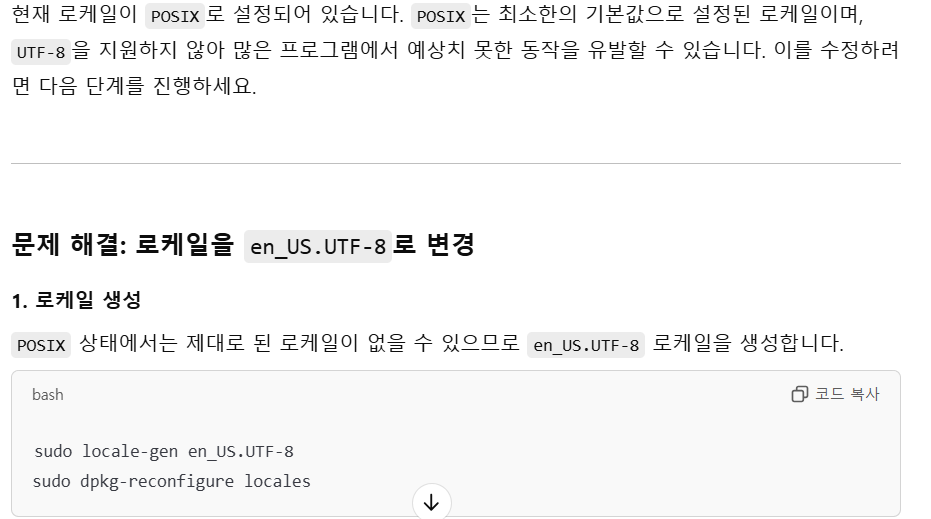 현재 로케일이 POSIX로 설정되어 있습니다. POSIX는 최소한의 기본값으로 설정된 로케일이며,
UTF-8을 지원하지 않아 많은 프로그램에서 예상치 못한 동작을 유발할 수 있습니다. 이를 수정하려
면 다음 단계를 진행하세요.
문제 해결: 로케일을 en_US.UTF-8로 변경
1. 로케일 생성
POSIX 상태에서는 제대로 된 로케일이 없을 수 있으므로 en_US.UTF-8 로케일을 생성합니다.
bash 코드 복사
sudo locale-gen en_US.UTF-8
sudo dpkg-reconfigure locales